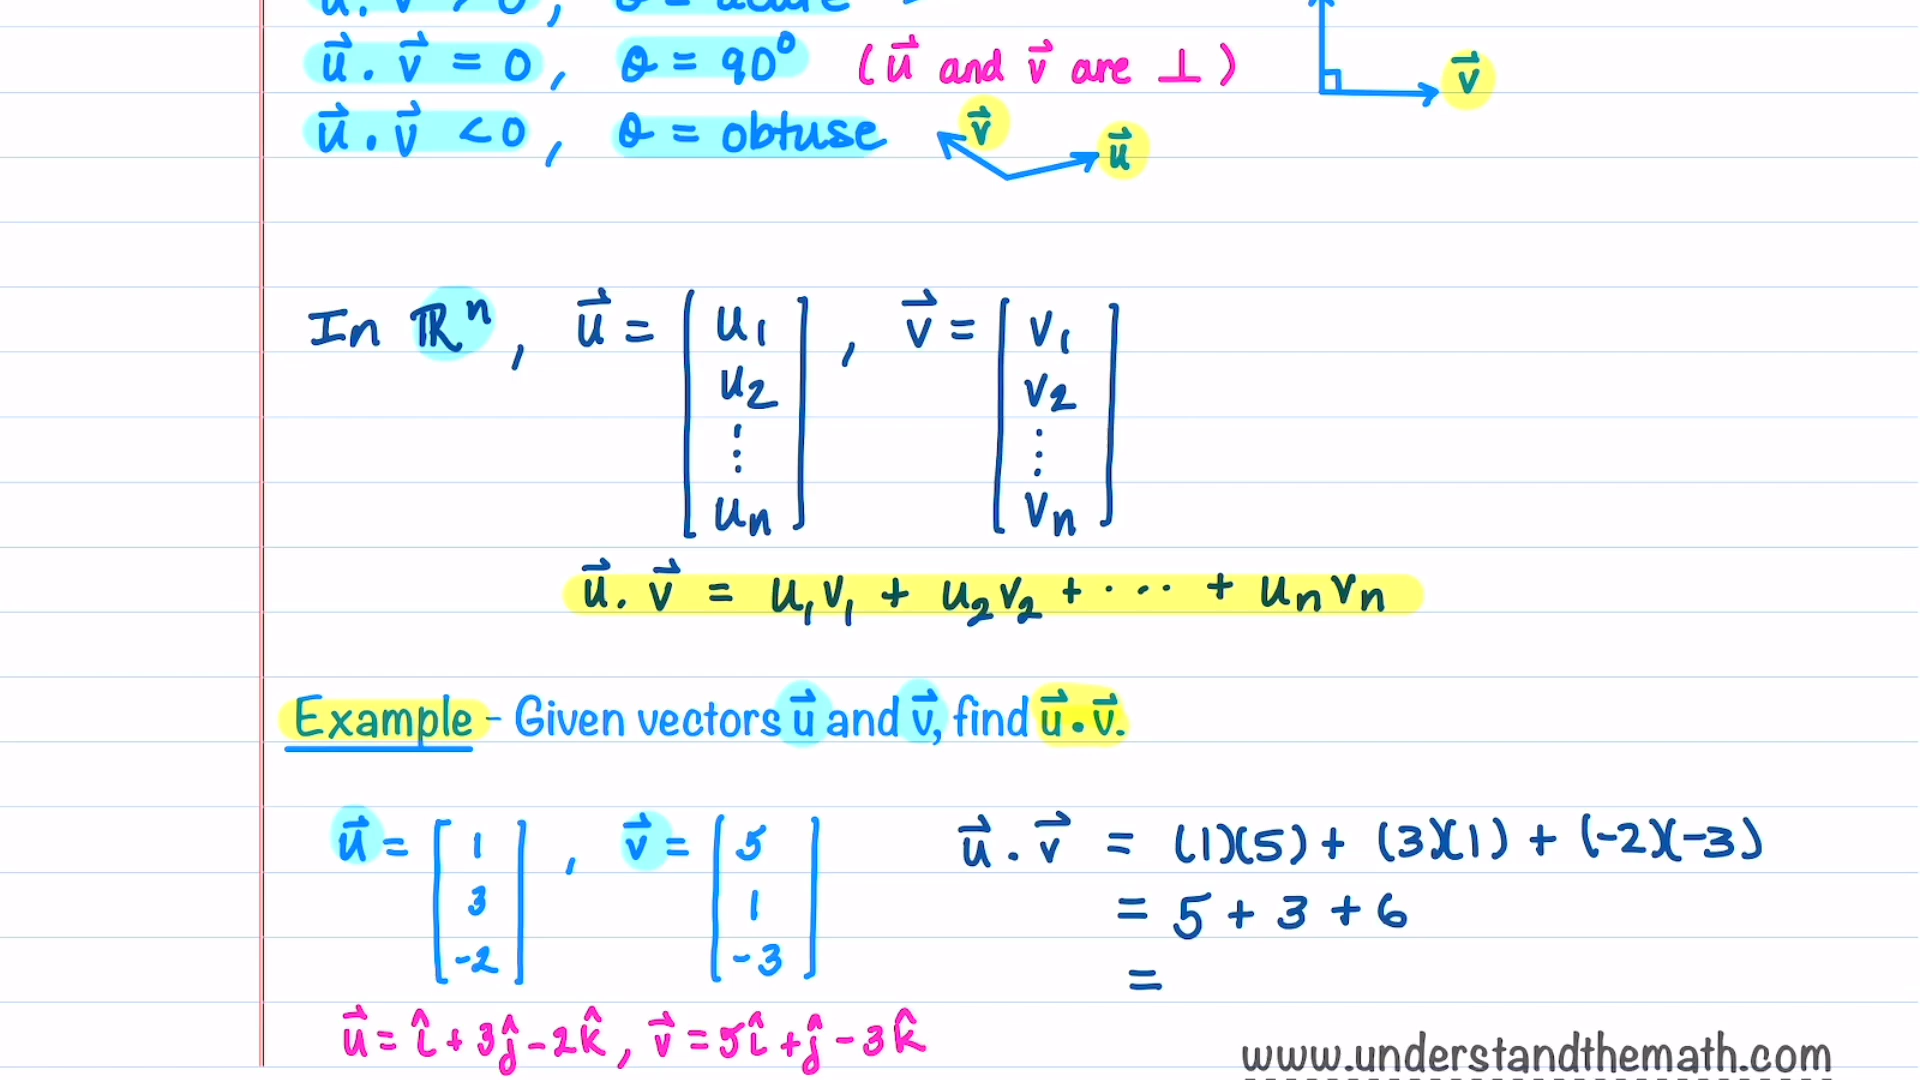 u⃗ . v⃗ > 0, θ = acute
u⃗ . v⃗ = 0, θ = 90° (u⃗ and v⃗ are ⊥) v⃗
u⃗ . v⃗ < 0, θ = obtuse v⃗ u⃗
In ℝⁿ, u⃗ = [u₁ u₂ ⋮ uₙ], v⃗ = [v₁ v₂ ⋮ vₙ]
u⃗ . v⃗ = u₁v₁ + u₂v₂ + ··· + uₙvₙ
Example - Given vectors u⃗ and v⃗, find u⃗ • v⃗.
u⃗ = [1 3 -2], v⃗ = [5 1 -3]
u⃗ . v⃗ = (1)(5) + (3)(1) + (-2)(-3)
= 5 + 3 + 6
=
u⃗ = î + 3ĵ - 2k̂, v⃗ = 5î + ĵ - 3k̂
www.understandthemath.com